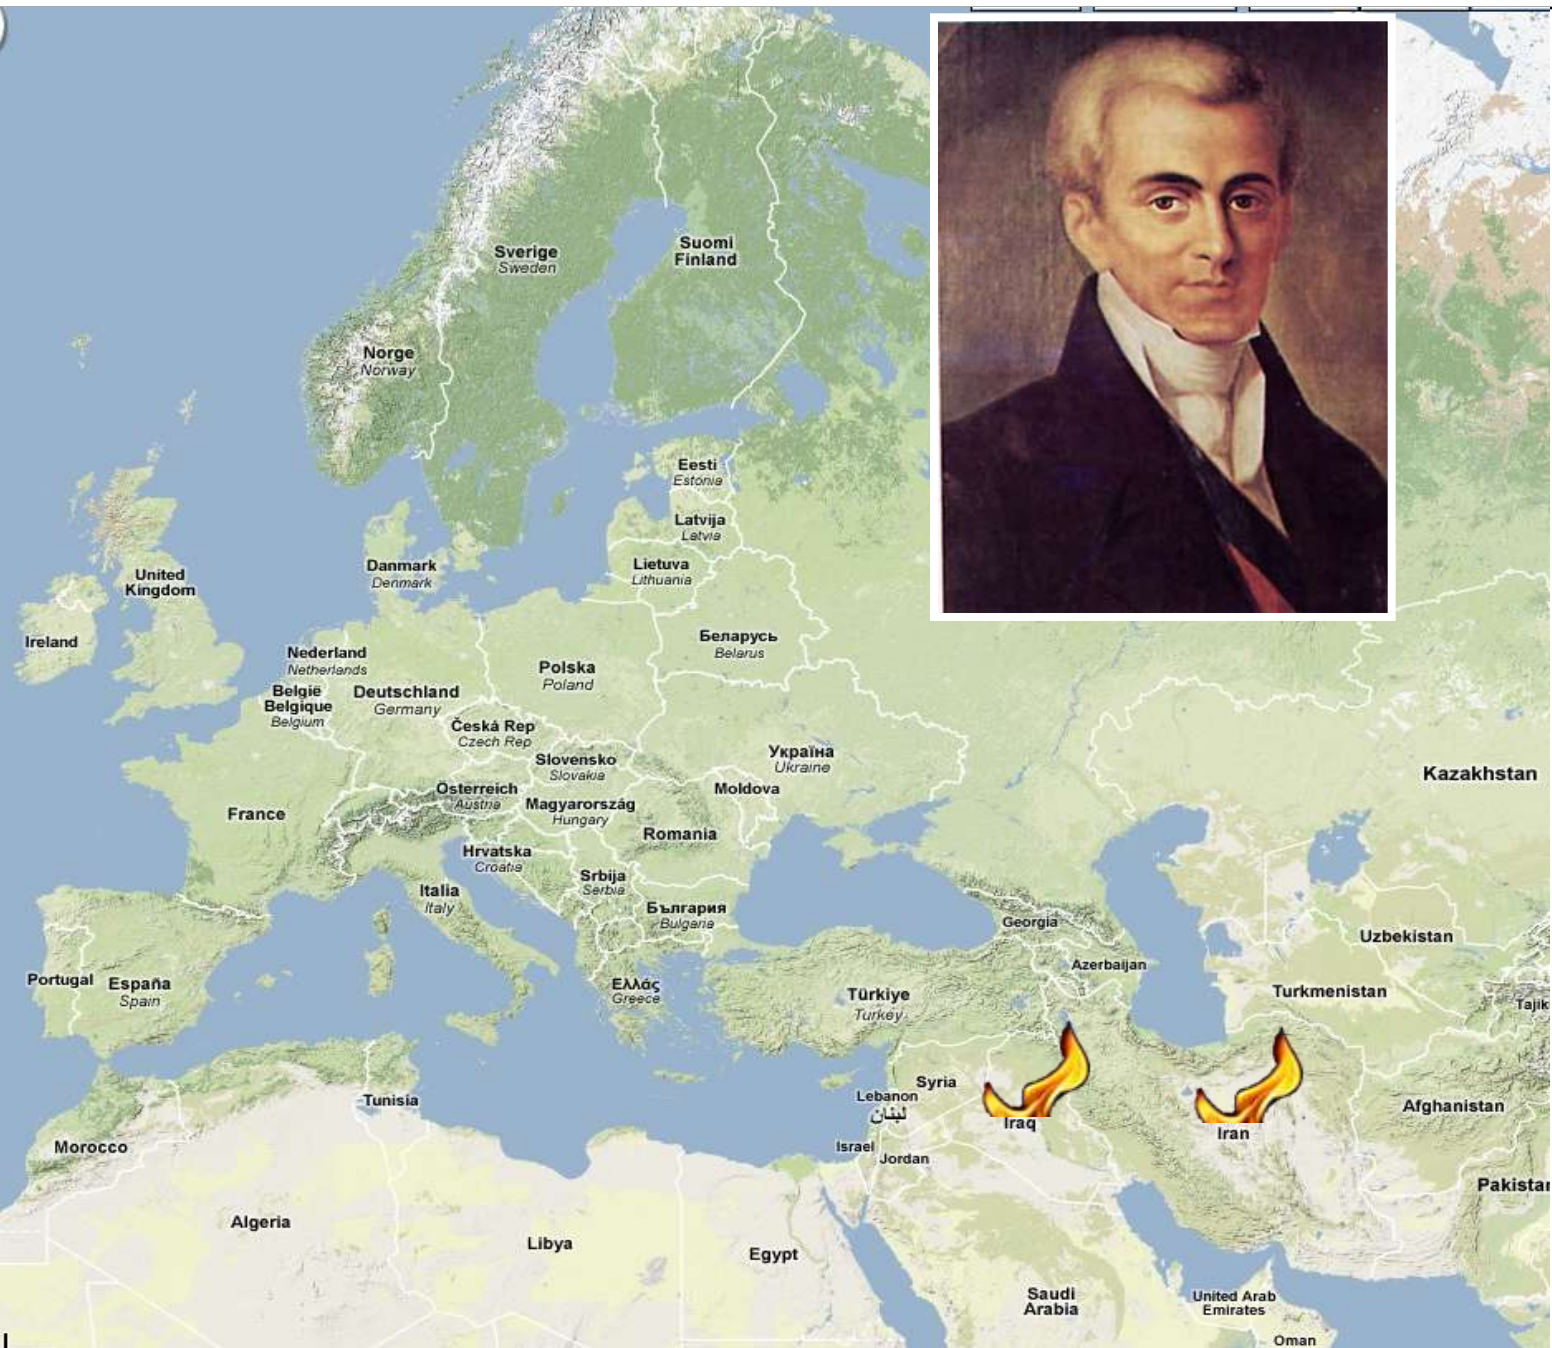 Sverige
Sweden
Suomi
Finland
Norge
Norway
Eesti
Estonia
Latvija
Latvia
Lietuva
Lithuania
Danmark
Denmark
United
Kingdom
Ireland
Беларусь
Belarus
Nederland
Netherlands
Polska
Poland
België
Belgique
Belgium
Deutschland
Germany
Česká Rep
Czech Rep
Slovensko
Slovakia
Україна
Ukraine
Kazakhstan
Österreich
Austria
Moldova
Magyarország
Hungary
France
Romania
Hrvatska
Croatia
Srbija
Serbia
Italia
Italy
България
Bulgaria
Georgia
Uzbekistan
Azerbaijan
Portugal
España
Spain
Ελλάς
Greece
Türkiye
Turkey
Turkmenistan
Tajik
Syria
Lebanon
لبنان
Tunisia
Afghanistan
Iraq
Iran
Morocco
Israel
Jordan
Pakistan
Algeria
Libya
Egypt
Saudi
Arabia
United Arab
Emirates
Oman